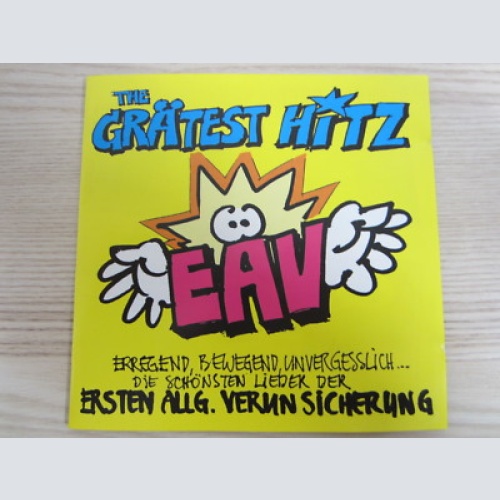 THE
GRÄTEST HITZ
EAV
ERREGEND, BEWEGEND, UNVERGESSLICH...
DIE SCHÖNSTEN LIEDER DER
ERSTEN ALLG. VERUNSICHERUNG